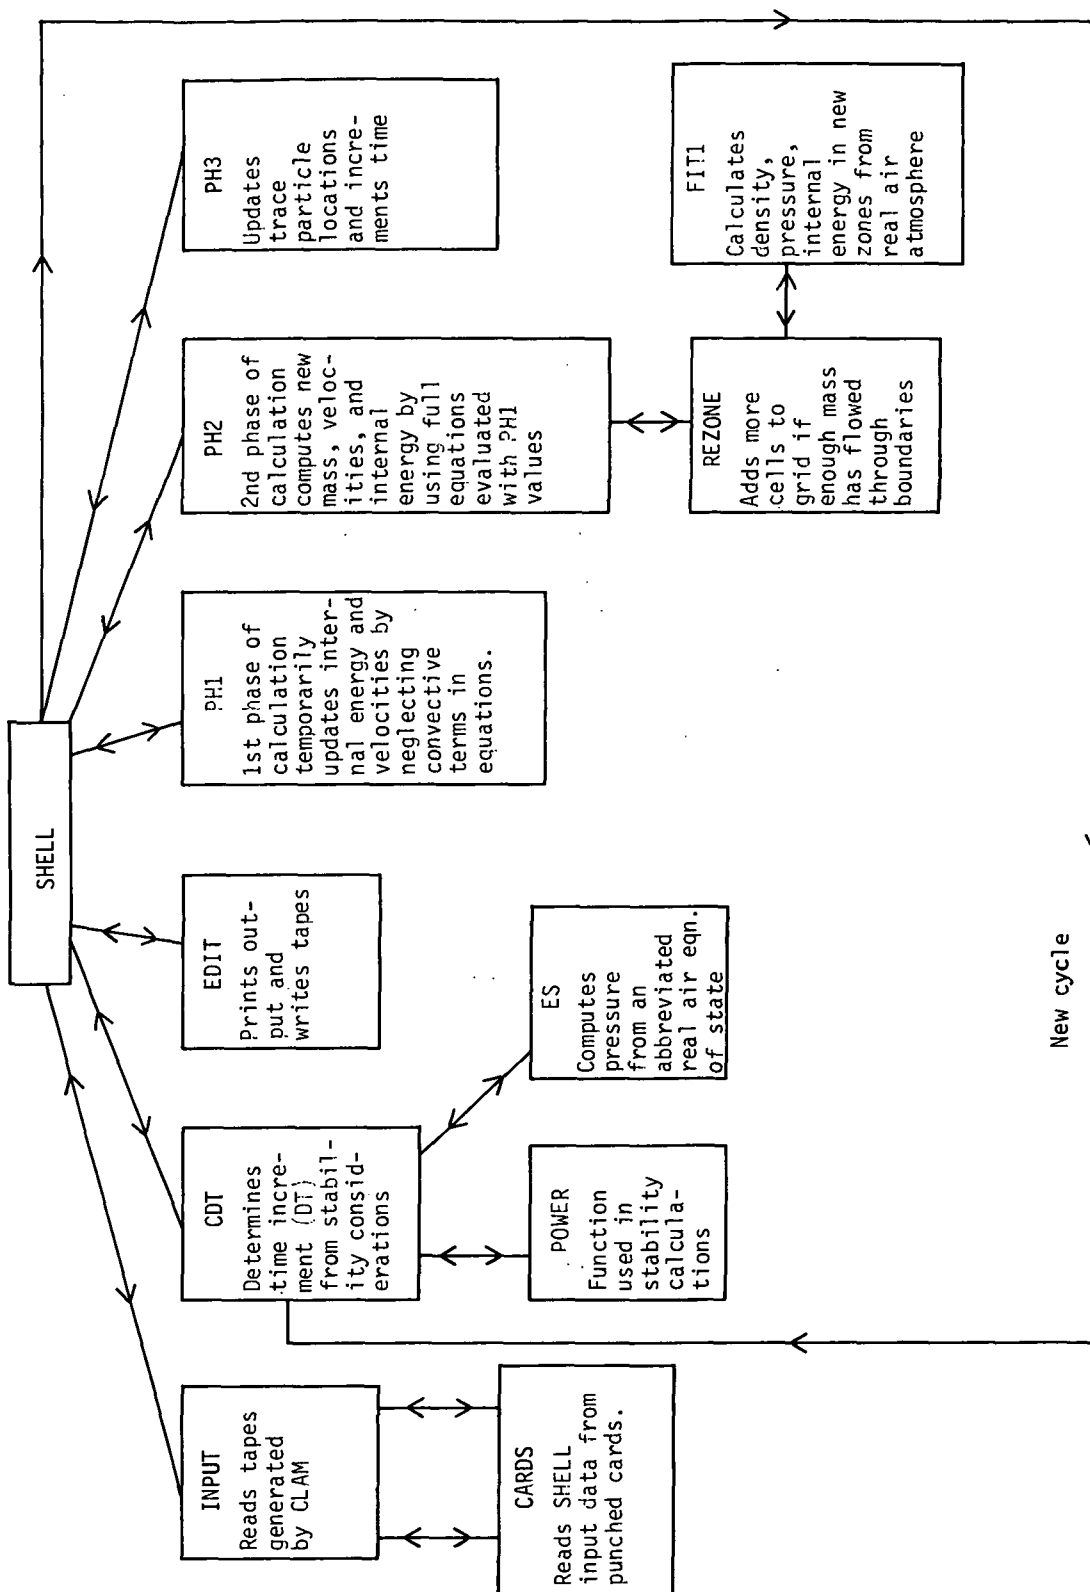 SHELL
INPUT
Reads tapes
generated
by CLAM
CDT
Determines
time incre-
ment (DT)
from stabil-
ity consid-
erations
EDIT
Prints out-
put and
writes tapes
PH1
1st phase of
calculation
temporarily
updates inter-
nal energy and
velocities by
neglecting
convective
terms in
equations.
PH2
2nd phase of
calculation
computes new
mass, veloc-
ities, and
internal
energy by
using full
equations
evaluated
with PH1
values
PH3
Updates
trace
particle
locations
and incre-
ments time
CARDS
Reads SHELL
input data from
punched cards.
POWER
Function
used in
stability
calcula-
tions
ES
Computes
pressure
from an
abbreviated
real air eqn.
of state
REZONE
Adds more
cells to
grid if
enough mass
has flowed
through
boundaries
FIT1
Calculates
density,
pressure,
internal
energy in new
zones from
real air
atmosphere
New cycle